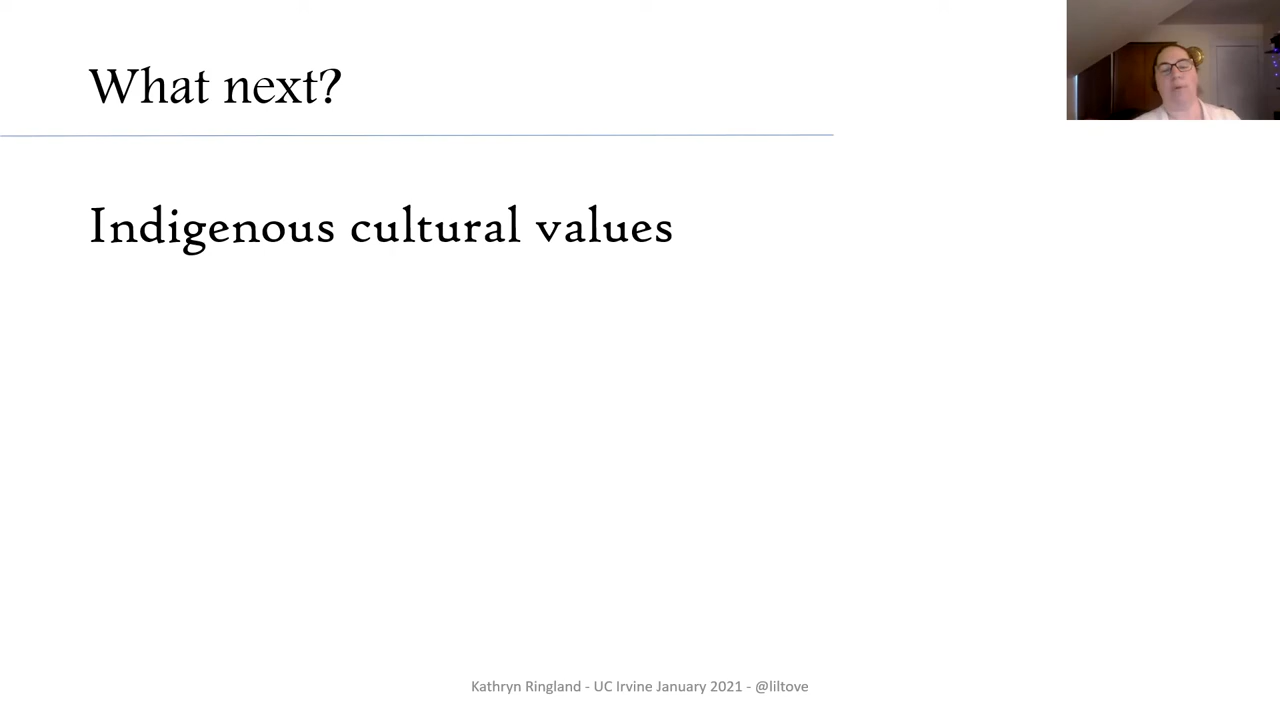 What next?
Indigenous cultural values
Kathryn Ringland - UC Irvine January 2021 - @liltove